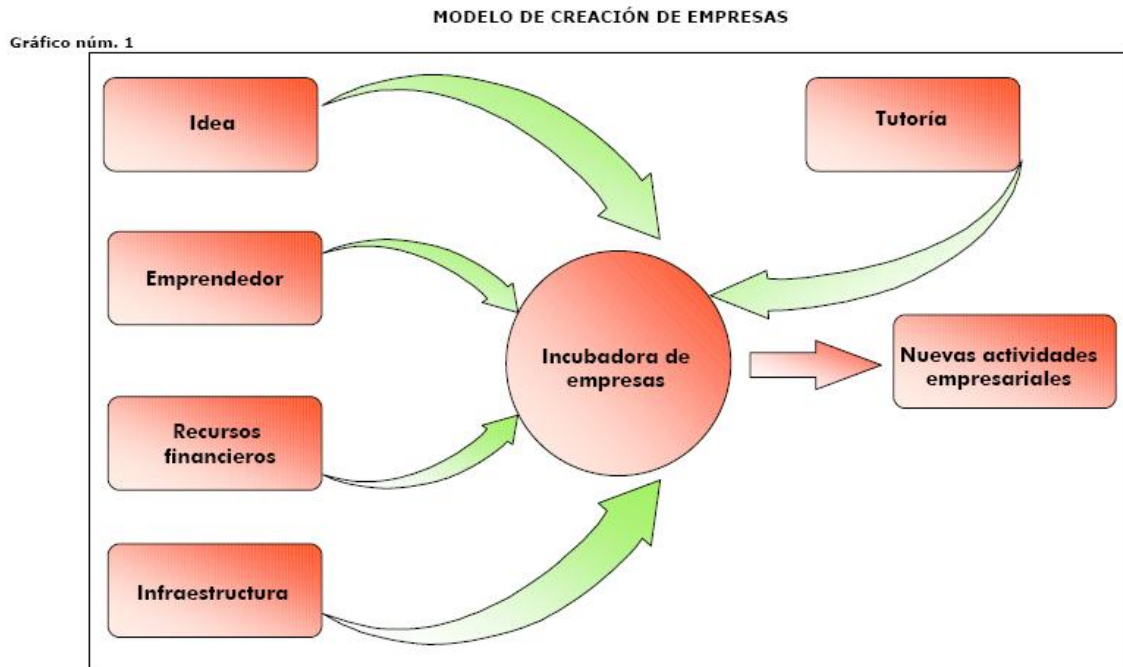 MODELO DE CREACIÓN DE EMPRESAS
Gráfico núm. 1
Idea
Tutoría
Emprendedor
Incubadora de
empresas
Nuevas actividades
empresariales
Recursos
financieros
Infraestructura